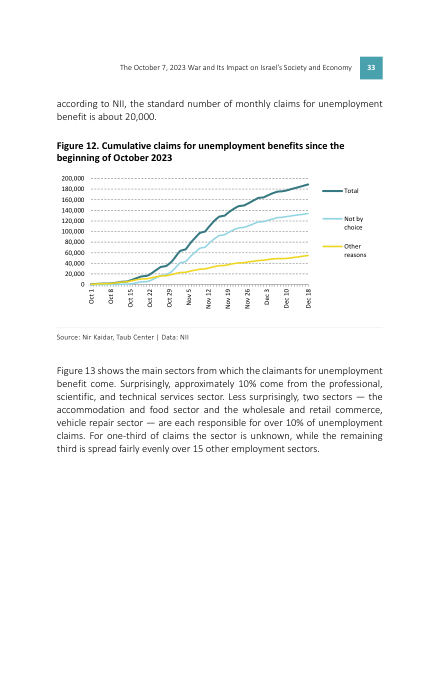 The October 7, 2023 War and Its Impact on Israel's Society and Economy 33
according to NII, the standard number of monthly claims for unemployment
benefit is about 20,000.
Figure 12. Cumulative claims for unemployment benefits since the
beginning of October 2023
200,000
180,000
160,000
140,000
120,000
100,000
80,000
60,000
40,000
20,000
0
Oct 1
Oct 8
Oct 15
Oct 22
Oct 29
Nov 5
Nov 12
Nov 19
Nov 26
Dec 3
Dec 10
Dec 18
Total
Not by
choice
Other
reasons
Source: Nir Kaidar, Taub Center | Data: NII
Figure 13 shows the main sectors from which the claimants for unemployment
benefit come. Surprisingly, approximately 10% come from the professional,
scientific, and technical services sector. Less surprisingly, two sectors — the
accommodation and food sector and the wholesale and retail commerce,
vehicle repair sector — are each responsible for over 10% of unemployment
claims. For one-third of claims the sector is unknown, while the remaining
third is spread fairly evenly over 15 other employment sectors.